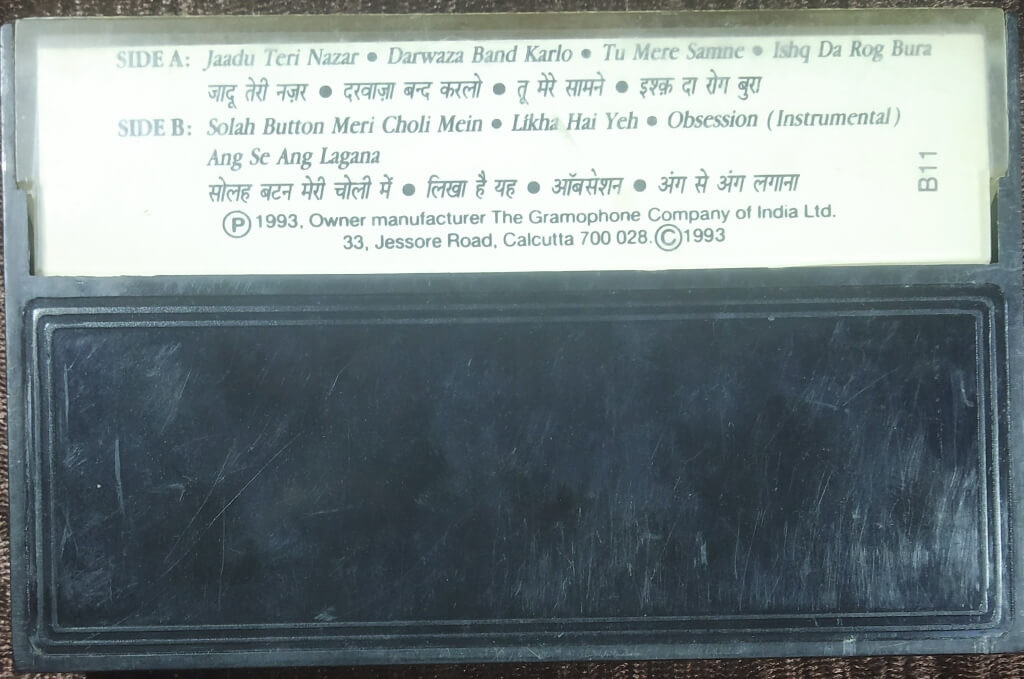 SIDE A: Jaadu Teri Nazar • Darwaza Band Karlo • Tu Mere Samne • Ishq Da Rog Bura
जादू तेरी नज़र • दरवाज़ा बन्द करलो • तू मेरे सामने • इश्क़ दा रोग बुरा
SIDE B: Solah Button Meri Choli Mein • Likha Hai Yeh • Obsession (Instrumental)
Ang Se Ang Lagana
सोलह बटन मेरी चोली में • लिखा है यह • ऑबसेशन • अंग से अंग लगाना
Ⓟ 1993, Owner manufacturer The Gramophone Company of India Ltd.
33, Jessore Road, Calcutta 700 028. Ⓒ 1993
B11